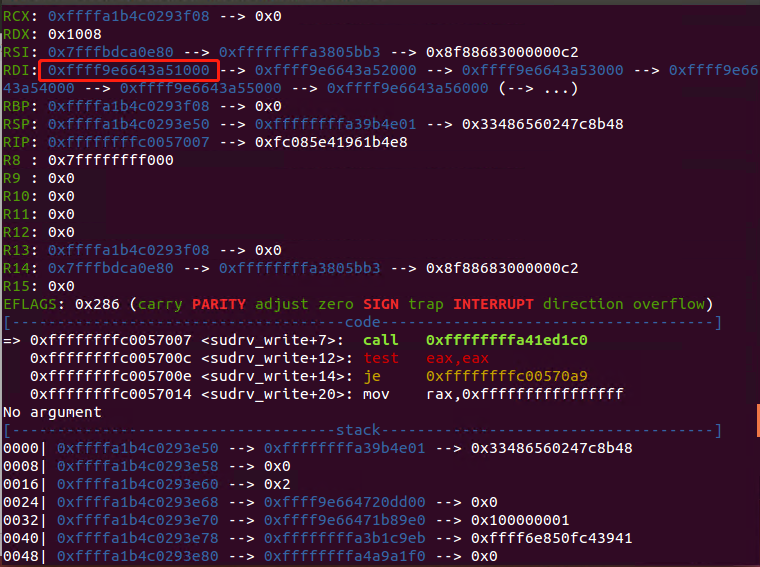 RCX: 0xffffa1b4c0293f08 --> 0x0
RDX: 0x1008
RSI: 0x7fffbdca0e80 --> 0xffffffffa3805bb3 --> 0x8f88683000000c2
RDI: 0xffff9e6643a51000 --> 0xffff9e6643a52000 --> 0xffff9e6643a53000 --> 0xffff9e66
43a54000 --> 0xffff9e6643a55000 --> 0xffff9e6643a56000 (--> ...)
RBP: 0xffffa1b4c0293f08 --> 0x0
RSP: 0xffffa1b4c0293e50 --> 0xffffffffa39b4e01 --> 0x33486560247c8b48
RIP: 0xffffffffc0057007 --> 0xfc085e41961b4e8
R8 : 0x7ffffffff000
R9 : 0x0
R10: 0x0
R11: 0x0
R12: 0x0
R13: 0xffffa1b4c0293f08 --> 0x0
R14: 0x7fffbdca0e80 --> 0xffffffffa3805bb3 --> 0x8f88683000000c2
R15: 0x0
EFLAGS: 0x286 (carry PARITY adjust zero SIGN trap INTERRUPT direction overflow)
[-------------------------------------code-------------------------------------]
=> 0xffffffffc0057007 <sudrv_write+7>: call 0xffffffffa41ed1c0
0xffffffffc005700c <sudrv_write+12>: test eax,eax
0xffffffffc005700e <sudrv_write+14>: je 0xffffffffc00570a9
0xffffffffc0057014 <sudrv_write+20>: mov rax,0xffffffffffffffff
No argument
[------------------------------------stack-------------------------------------]
0000| 0xffffa1b4c0293e50 --> 0xffffffffa39b4e01 --> 0x33486560247c8b48
0008| 0xffffa1b4c0293e58 --> 0x0
0016| 0xffffa1b4c0293e60 --> 0x2
0024| 0xffffa1b4c0293e68 --> 0xffff9e664720dd00 --> 0x0
0032| 0xffffa1b4c0293e70 --> 0xffff9e66471b89e0 --> 0x100000001
0040| 0xffffa1b4c0293e78 --> 0xffffffffa3b1c9eb --> 0xffff6e850fc43941
0048| 0xffffa1b4c0293e80 --> 0xffffffffa4a9a1f0 --> 0x0